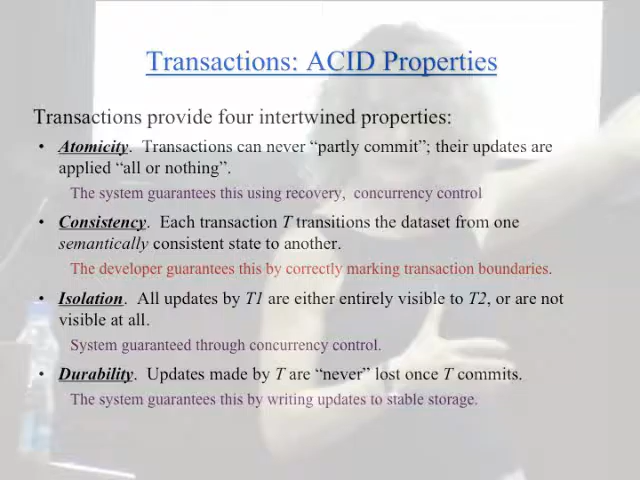 Transactions: ACID Properties
Transactions provide four intertwined properties:
• Atomicity. Transactions can never “partly commit”; their updates are
applied “all or nothing”.
The system guarantees this using recovery, concurrency control
• Consistency. Each transaction T transitions the dataset from one
semantically consistent state to another.
The developer guarantees this by correctly marking transaction boundaries.
• Isolation. All updates by T1 are either entirely visible to T2, or are not
visible at all.
System guaranteed through concurrency control.
• Durability. Updates made by T are “never” lost once T commits.
The system guarantees this by writing updates to stable storage.